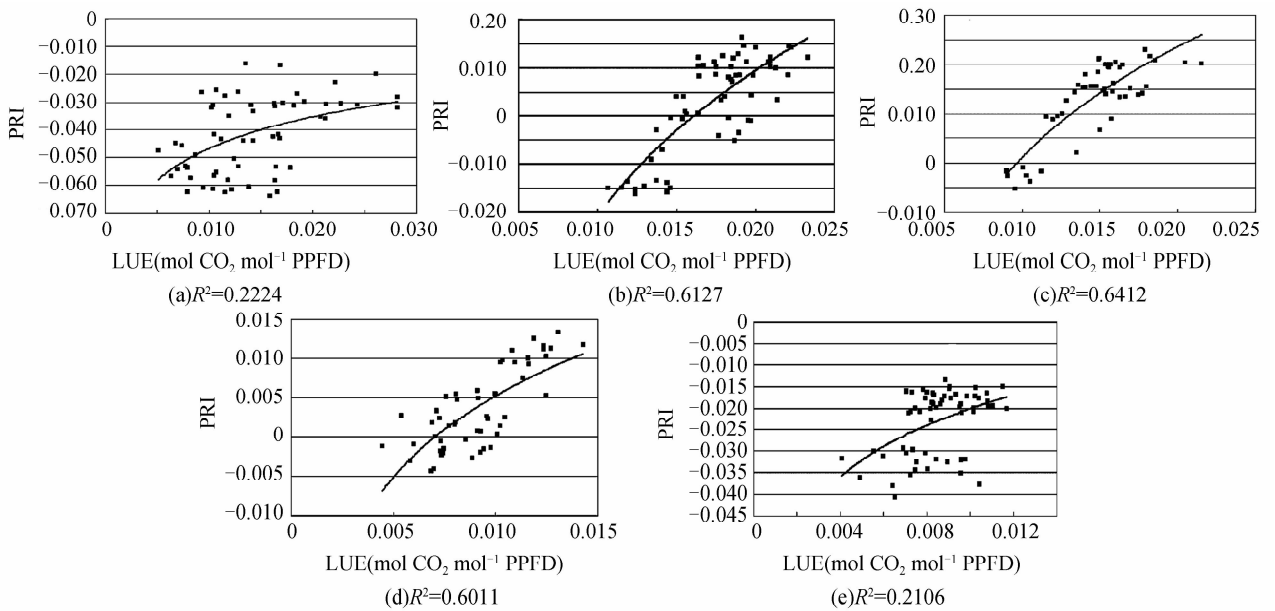 0
−0.010
−0.020
−0.030
−0.040
−0.050
−0.060
0.070
PRI
0 0.010 0.020 0.030
LUE(mol CO₂ mol⁻¹ PPFD)
(a)R²=0.2224
0.20
0.010
0
−0.010
−0.020
PRI
0.005 0.010 0.015 0.020 0.025
LUE(mol CO₂ mol⁻¹ PPFD)
(b)R²=0.6127
0.30
0.20
0.010
0
−0.010
PRI
0.005 0.010 0.015 0.020 0.025
LUE(mol CO₂ mol⁻¹ PPFD)
(c)R²=0.6412
0.015
0.010
0.005
0
−0.005
−0.010
PRI
0 0.005 0.010 0.015
LUE(mol CO₂ mol⁻¹ PPFD)
(d)R²=0.6011
0
−0.005
−0.010
−0.015
−0.020
−0.025
−0.030
−0.035
−0.040
−0.045
PRI
0 0.004 0.008 0.012
LUE(mol CO₂ mol⁻¹ PPFD)
(e)R²=0.2106